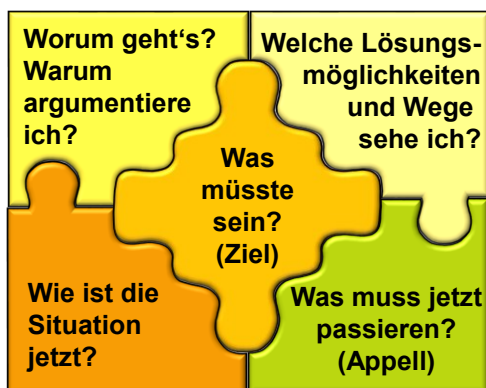 Worum geht's?
Warum
argumentiere
ich?
Welche Lösungs-
möglichkeiten
und Wege
sehe ich?
Was
müsste
sein?
(Ziel)
Wie ist die
Situation
jetzt?
Was muss jetzt
passieren?
(Appell)